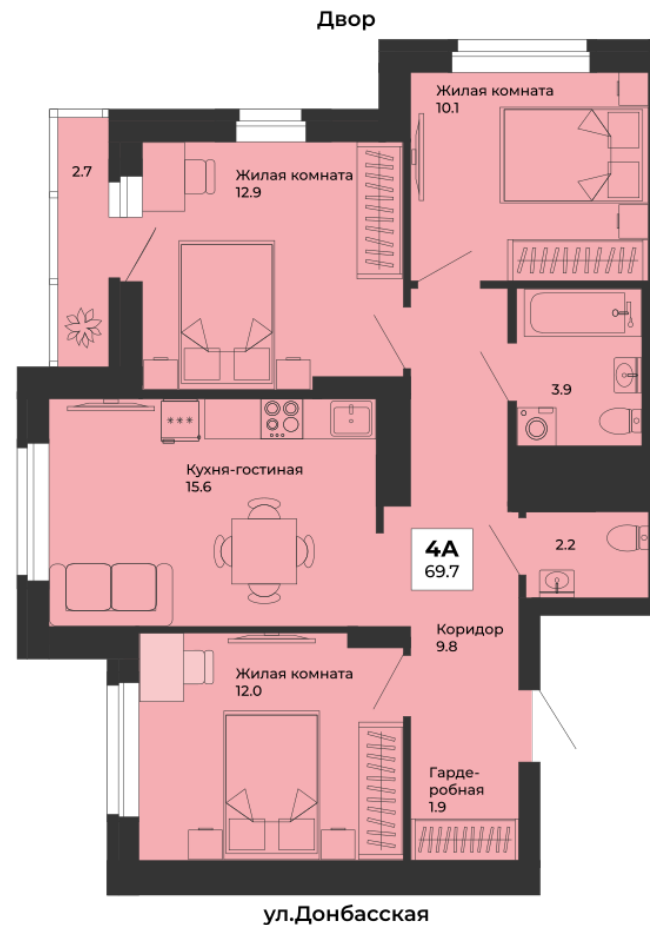 Двор
Жилая комната
10.1
2.7
Жилая комната
12.9
3.9
Кухня-гостиная
15.6
4А
69.7
2.2
Коридор
9.8
Жилая комната
12.0
Гарде-
робная
1.9
ул.Донбасская